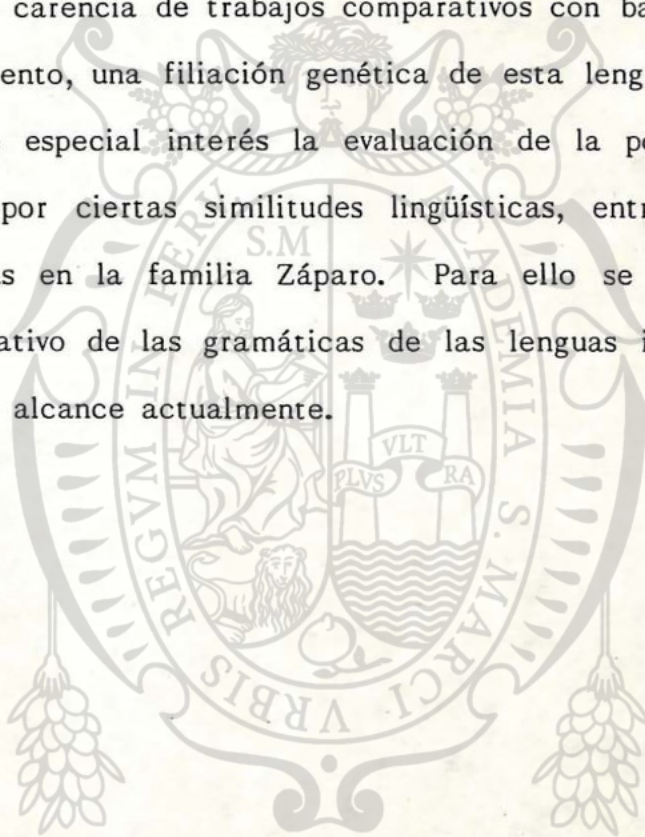 carencia de trabajos comparativos con ba
ento, una filiación genética de esta leng
especial interés la evaluación de la p
por ciertas similitudes lingüísticas, entr
s en la familia Záparo. Para ello se
ativo de las gramáticas de las lenguas i
alcance actualmente.
S.M
ACADEMIA S. MARCI VRBIS REGVM IN PERV
PLVS VLT RA